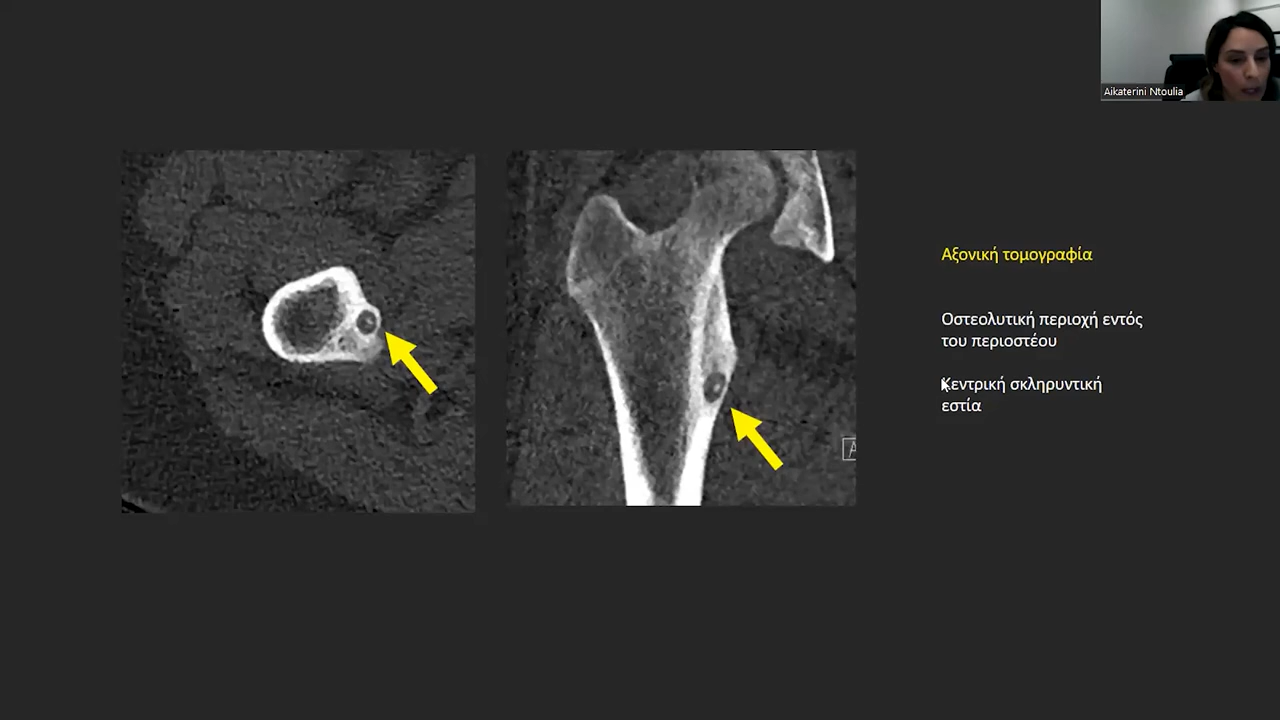 Aikaterini Ntoulia
Αξονική τομογραφία
Οστεολυτική περιοχή εντός
του περιοστέου
Κεντρική σκληρυντική
εστία
A